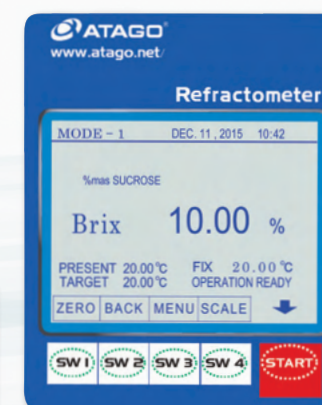 ATAGO®
www.atago.net/
Refractometer
MODE - 1 DEC. 11 , 2015 10:42
%mas SUCROSE
Brix 10.00 %
PRESENT 20.00℃ FIX 20.00℃
TARGET 20.00℃ OPERATION READY
ZERO BACK MENU SCALE
SW 1 SW 2 SW 3 SW 4 START